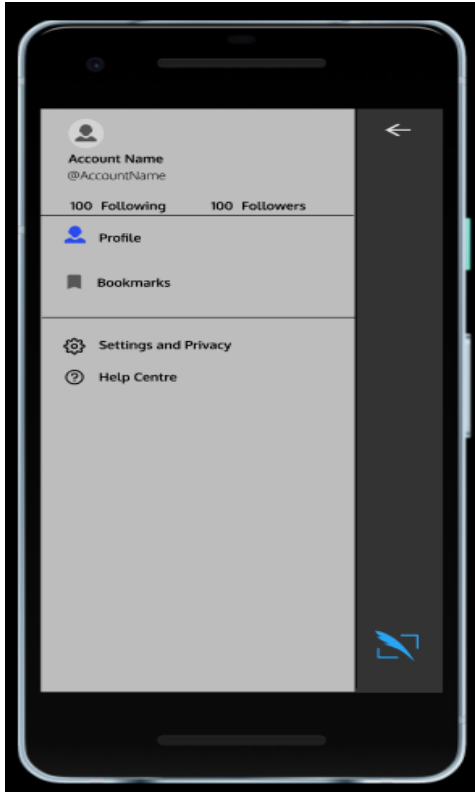 Account Name
@AccountName
100 Following 100 Followers
Profile
Bookmarks
Settings and Privacy
Help Centre